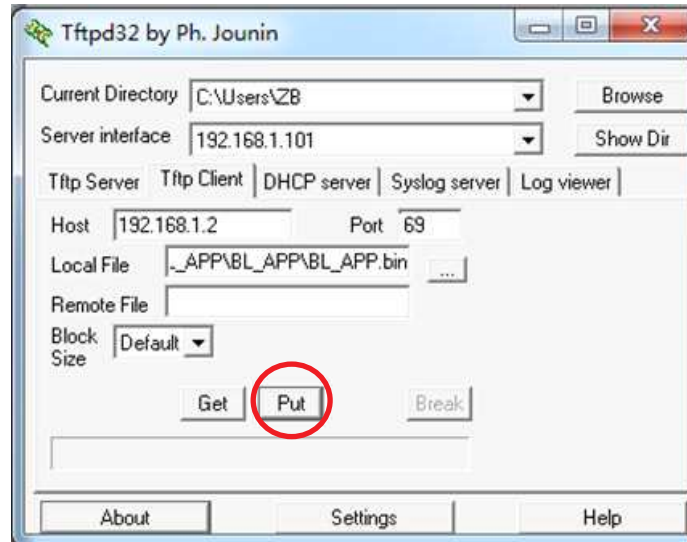 Tftpd32 by Ph. Jounin
Current Directory C:\Users\ZB Browse
Server interface 192.168.1.101 Show Dir
Tftp Server Tftp Client DHCP server Syslog server Log viewer
Host 192.168.1.2 Port 69
Local File ._APP\BL_APP\BL_APP.bin ...
Remote File
Block
Size Default
Get Put Break
About Settings Help